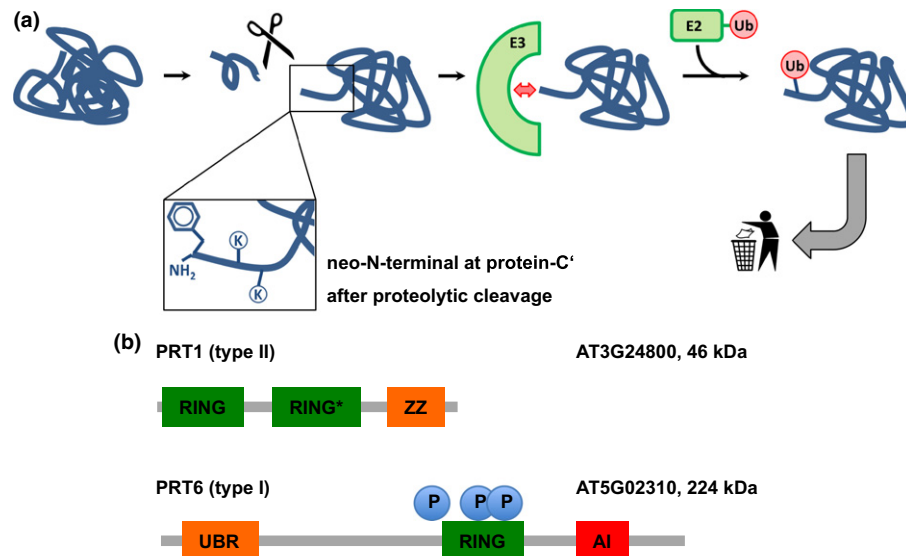 (a)
E3
E2
Ub
Ub
NH2
K
K
neo-N-terminal at protein-C‘
after proteolytic cleavage
(b)
PRT1 (type II) AT3G24800, 46 kDa
RING RING* ZZ
PRT6 (type I) AT5G02310, 224 kDa
P P P
UBR RING AI